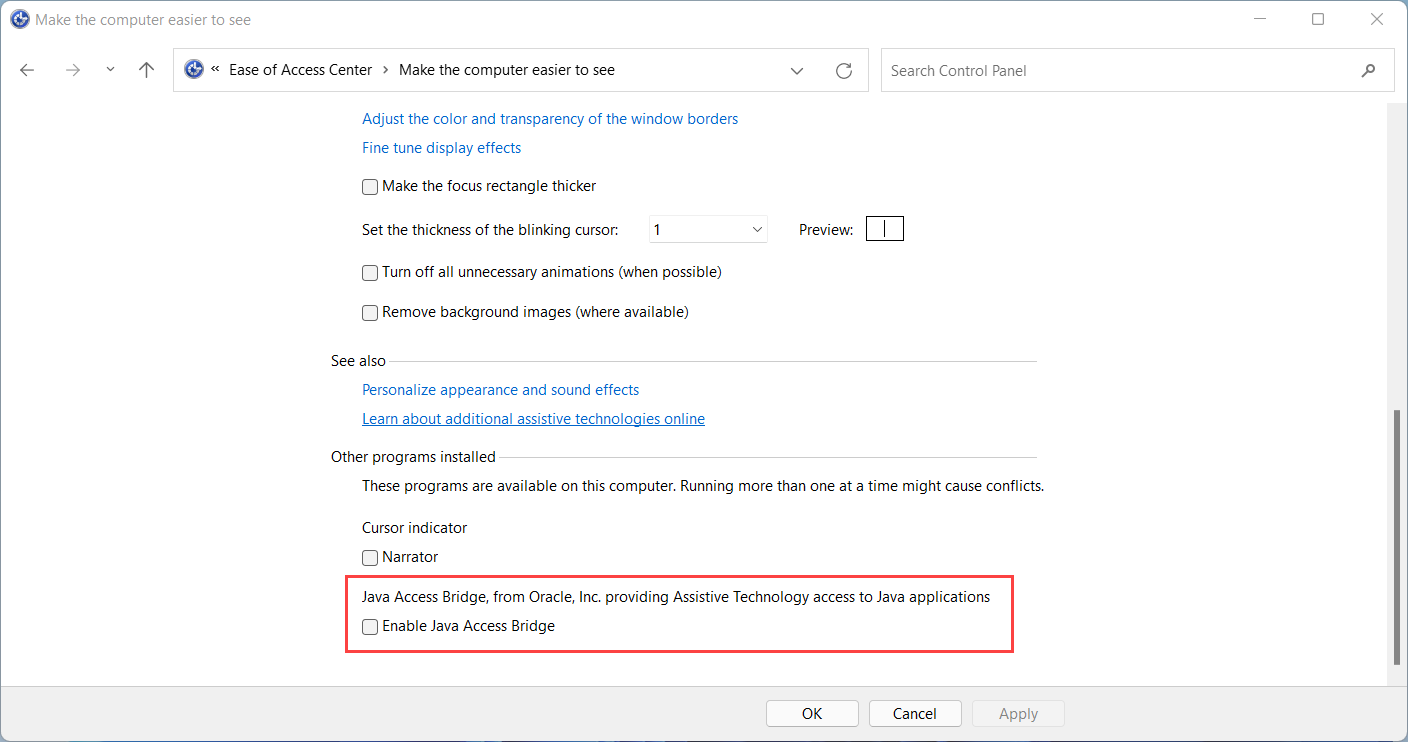 Make the computer easier to see
« Ease of Access Center › Make the computer easier to see
Search Control Panel
Adjust the color and transparency of the window borders
Fine tune display effects
Make the focus rectangle thicker
Set the thickness of the blinking cursor: 1 Preview:
Turn off all unnecessary animations (when possible)
Remove background images (where available)
See also
Personalize appearance and sound effects
Learn about additional assistive technologies online
Other programs installed
These programs are available on this computer. Running more than one at a time might cause conflicts.
Cursor indicator
Narrator
Java Access Bridge, from Oracle, Inc. providing Assistive Technology access to Java applications
Enable Java Access Bridge
OK Cancel Apply